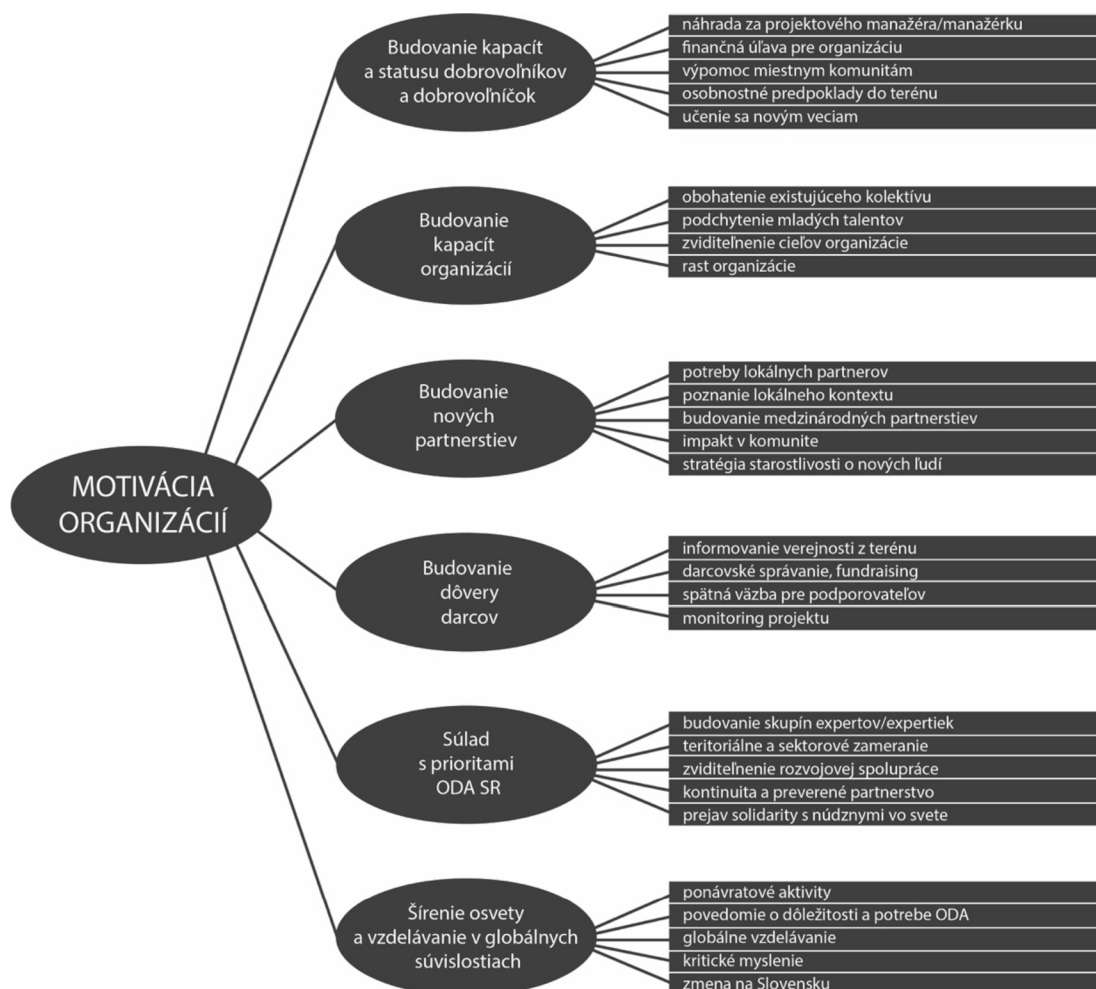 MOTIVÁCIA
ORGANIZÁCIÍ
Budovanie kapacít
a statusu dobrovoľníkov
a dobrovoľníčok
náhrada za projektového manažéra/manažérku
finančná úľava pre organizáciu
výpomoc miestnym komunitám
osobnostné predpoklady do terénu
učenie sa novým veciam
Budovanie
kapacít
organizácií
obohatenie existujúceho kolektívu
podchytenie mladých talentov
zviditeľnenie cieľov organizácie
rast organizácie
Budovanie
nových
partnerstiev
potreby lokálnych partnerov
poznanie lokálneho kontextu
budovanie medzinárodných partnerstiev
impakt v komunite
stratégia starostlivosti o nových ľudí
Budovanie
dôvery
darcov
informovanie verejnosti z terénu
darcovské správanie, fundraising
spätná väzba pre podporovateľov
monitoring projektu
Súlad
s prioritami
ODA SR
budovanie skupín expertov/expertiek
teritoriálne a sektorové zameranie
zviditeľnenie rozvojovej spolupráce
kontinuita a preverené partnerstvo
prejav solidarity s núdznymi vo svete
Šírenie osvety
a vzdelávanie v globálnych
súvislostiach
ponávratové aktivity
povedomie o dôležitosti a potrebe ODA
globálne vzdelávanie
kritické myslenie
zmena na Slovensku